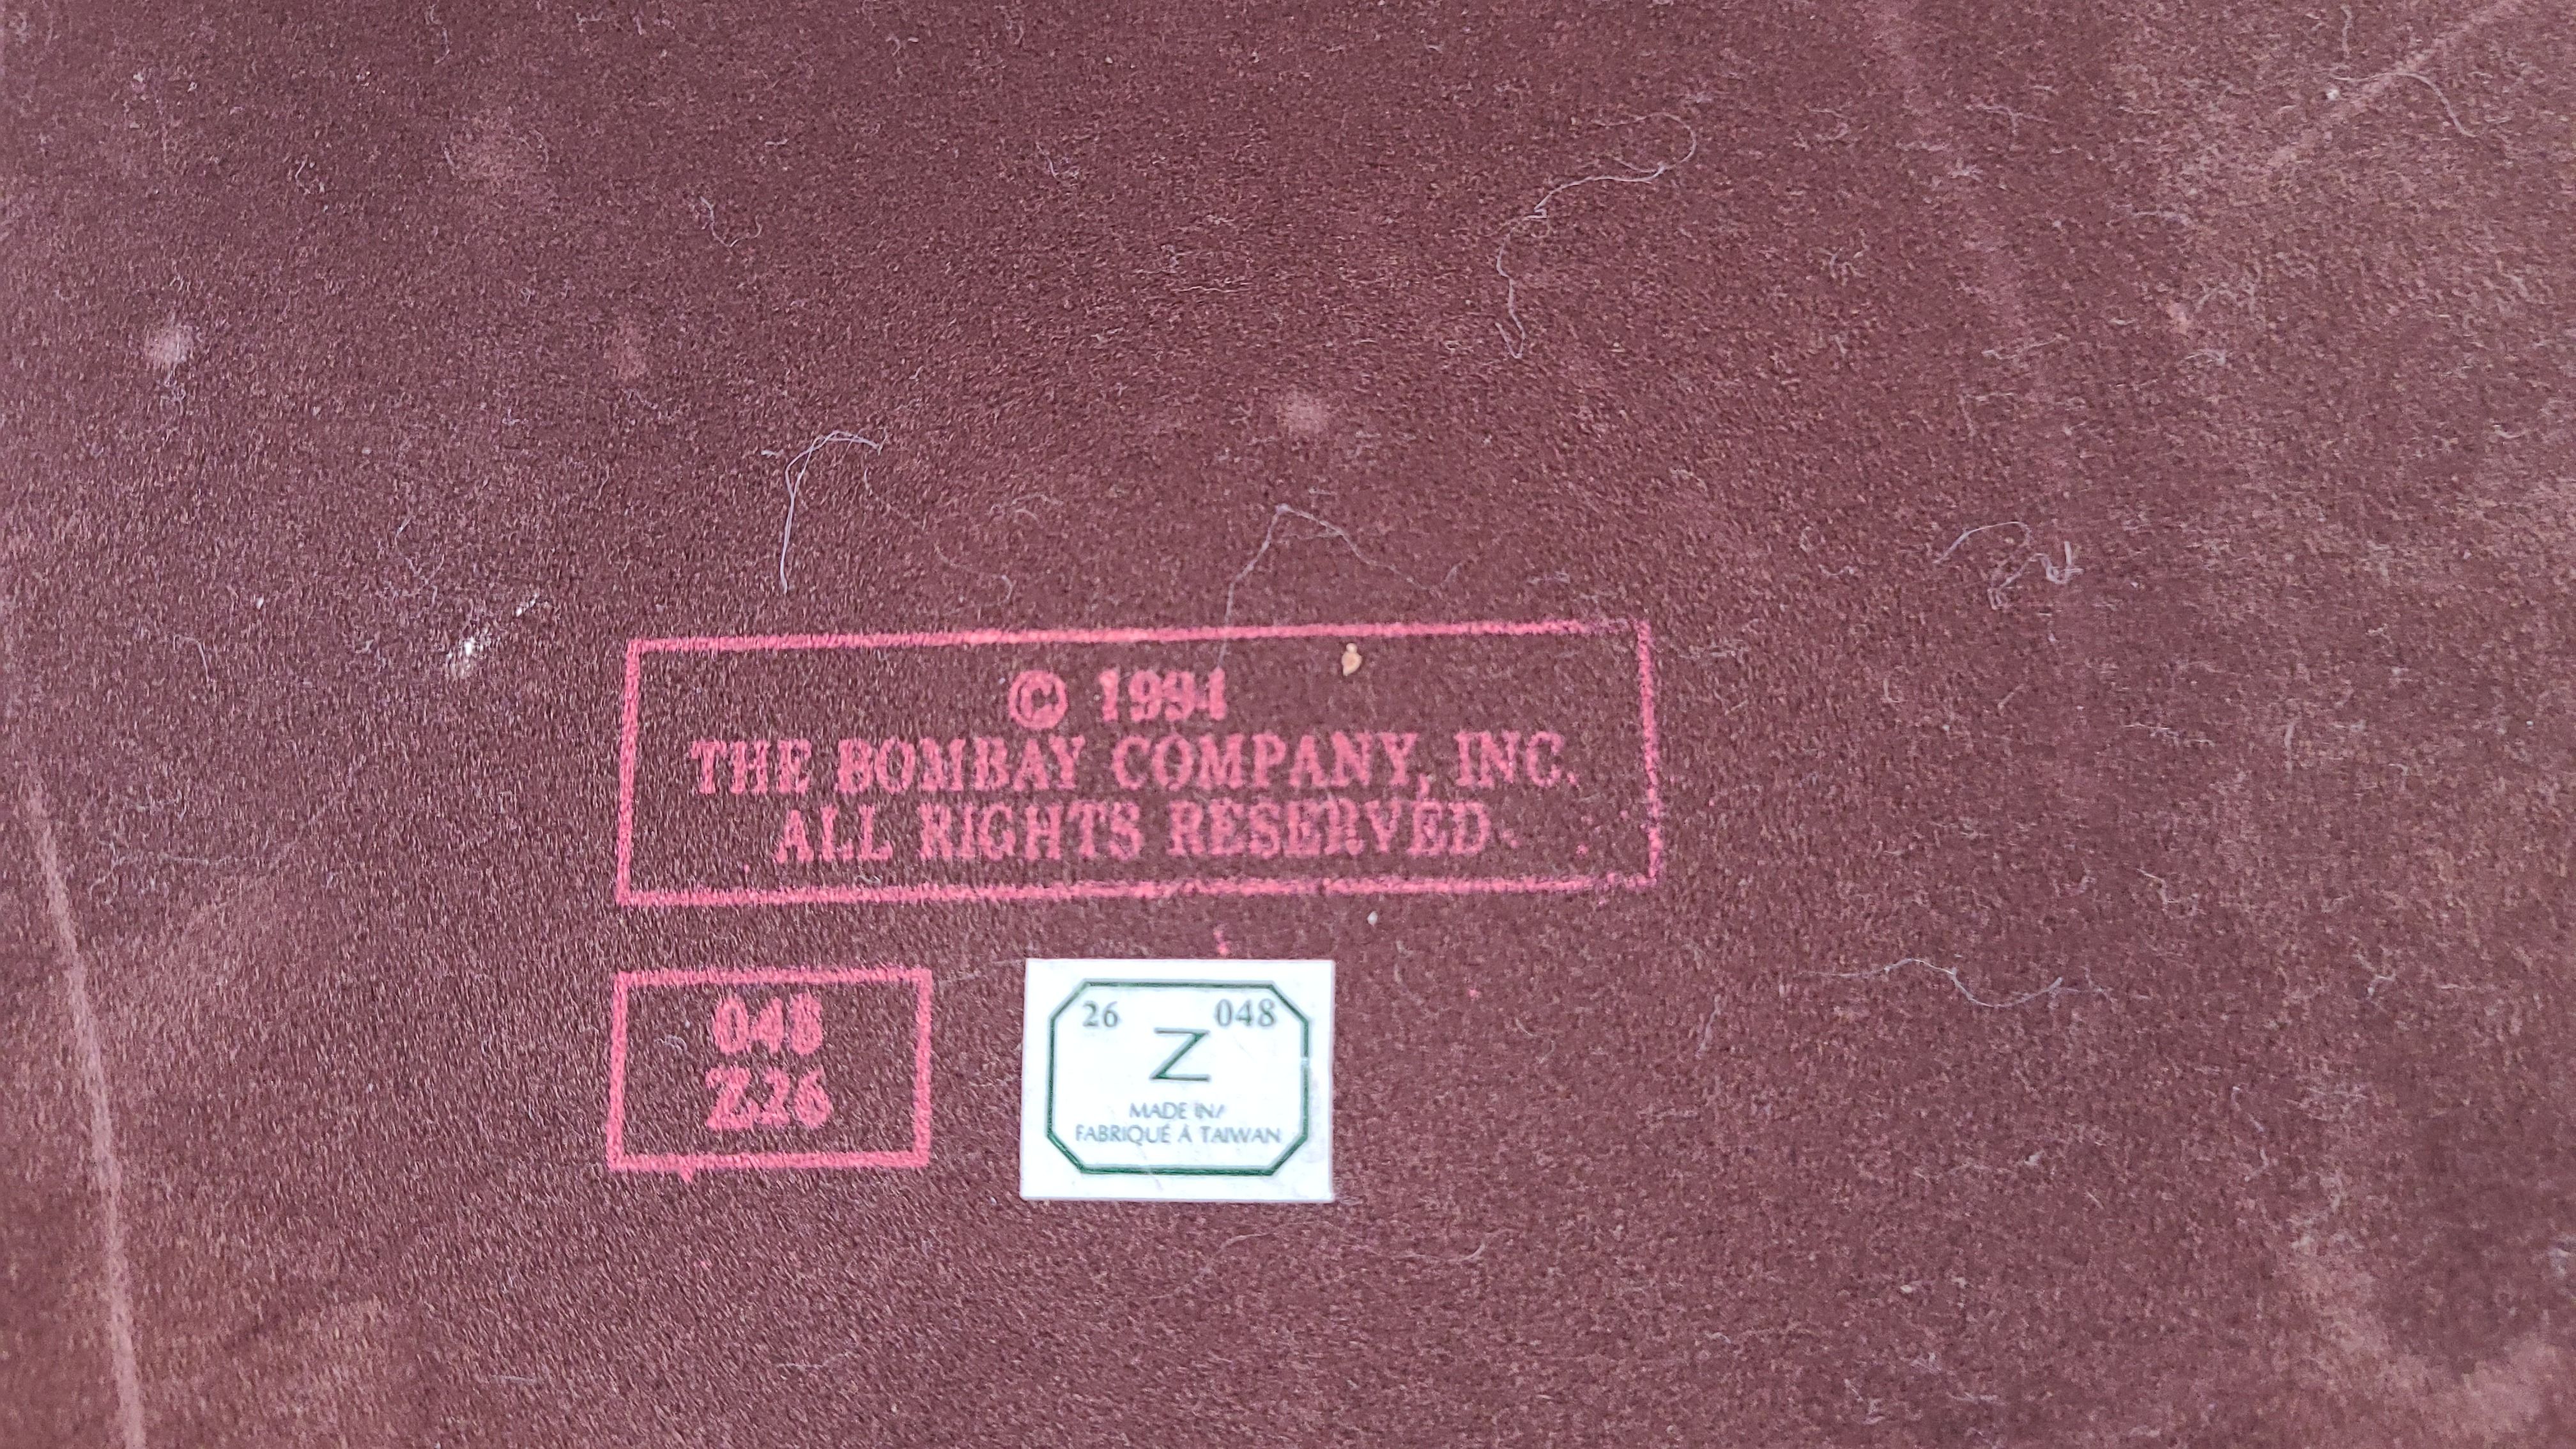 © 1994
THE BOMBAY COMPANY, INC.
ALL RIGHTS RESERVED
048
Z26
26 048
Z
MADE IN/
FABRIQUÉ À TAIWAN